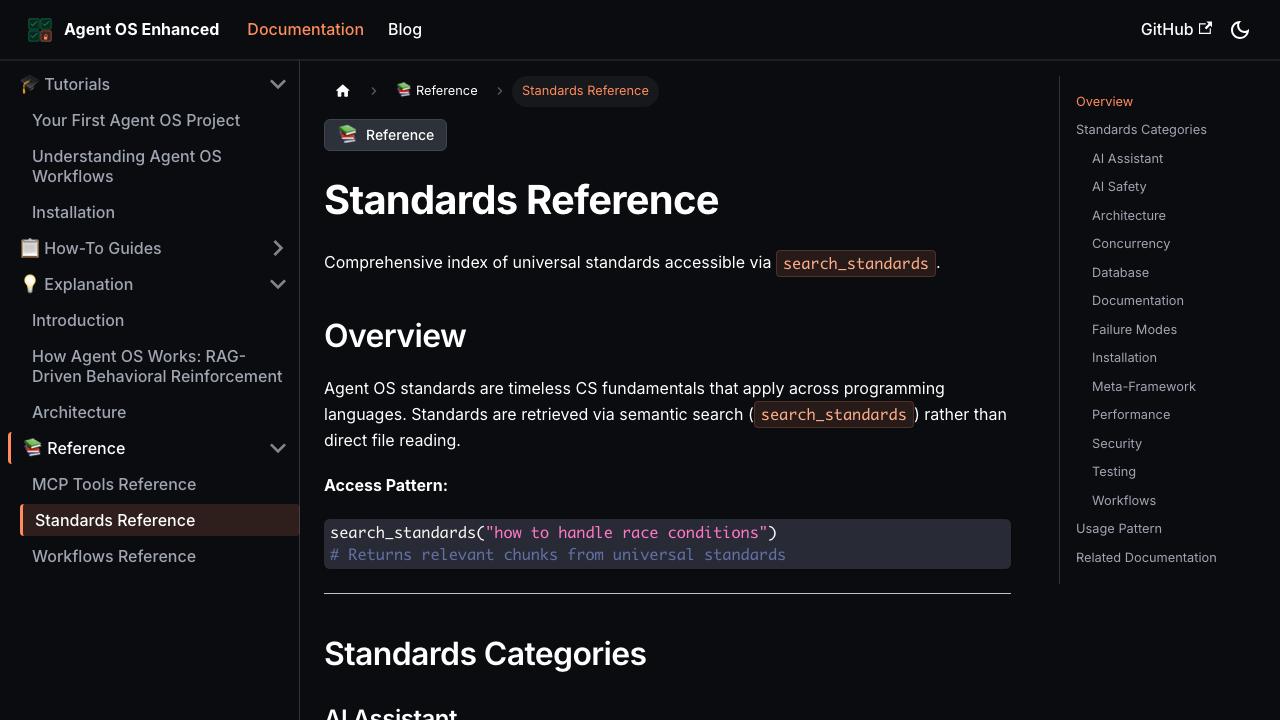 Agent OS Enhanced
Documentation
Blog
GitHub
🎓 Tutorials
Your First Agent OS Project
Understanding Agent OS
Workflows
Installation
📋 How-To Guides
💡 Explanation
Introduction
How Agent OS Works: RAG-
Driven Behavioral Reinforcement
Architecture
📚 Reference
MCP Tools Reference
Standards Reference
Workflows Reference
📚 Reference
Standards Reference
📚 Reference
Standards Reference
Comprehensive index of universal standards accessible via search_standards.
Overview
Agent OS standards are timeless CS fundamentals that apply across programming
languages. Standards are retrieved via semantic search (search_standards) rather than
direct file reading.
Access Pattern:
search_standards("how to handle race conditions")
# Returns relevant chunks from universal standards
Standards Categories
AI Assistant
Overview
Standards Categories
AI Assistant
AI Safety
Architecture
Concurrency
Database
Documentation
Failure Modes
Installation
Meta-Framework
Performance
Security
Testing
Workflows
Usage Pattern
Related Documentation